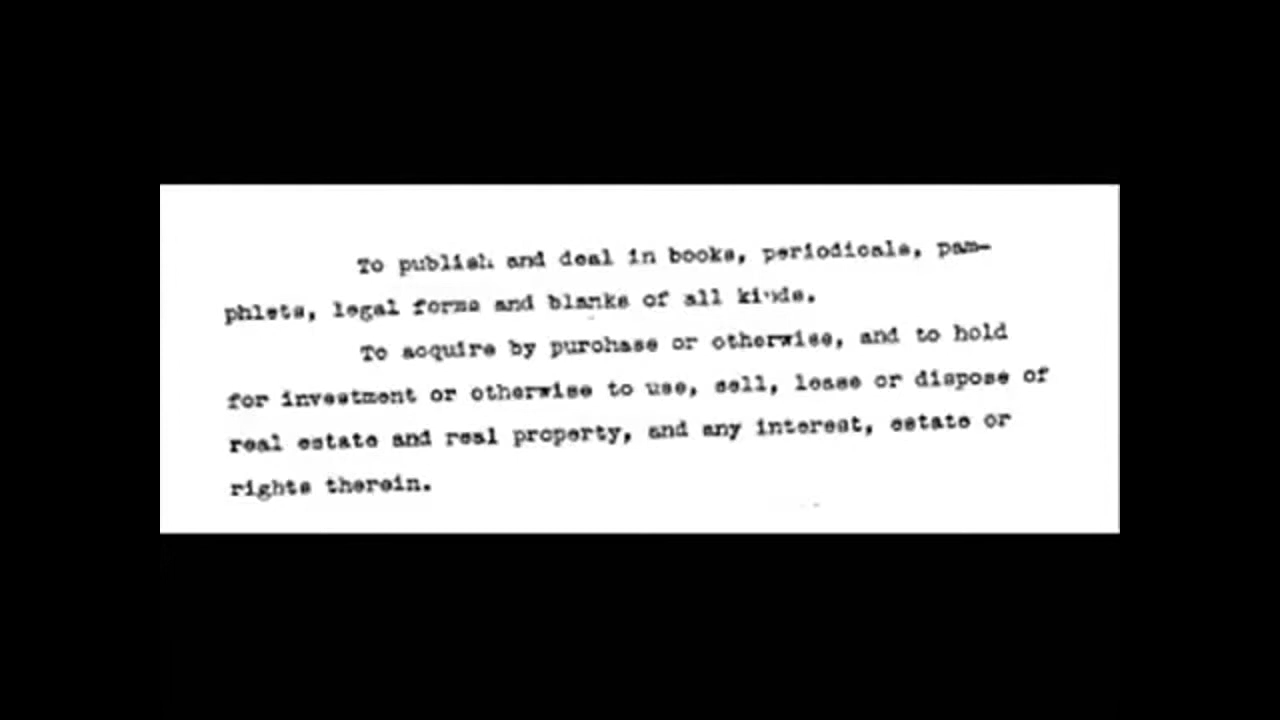 To publish and deal in books, periodicals, pam-
phlets, legal forms and blanks of all kinds.
To acquire by purchase or otherwise, and to hold
for investment or otherwise to use, sell, lease or dispose of
real estate and real property, and any interest, estate or
rights therein.